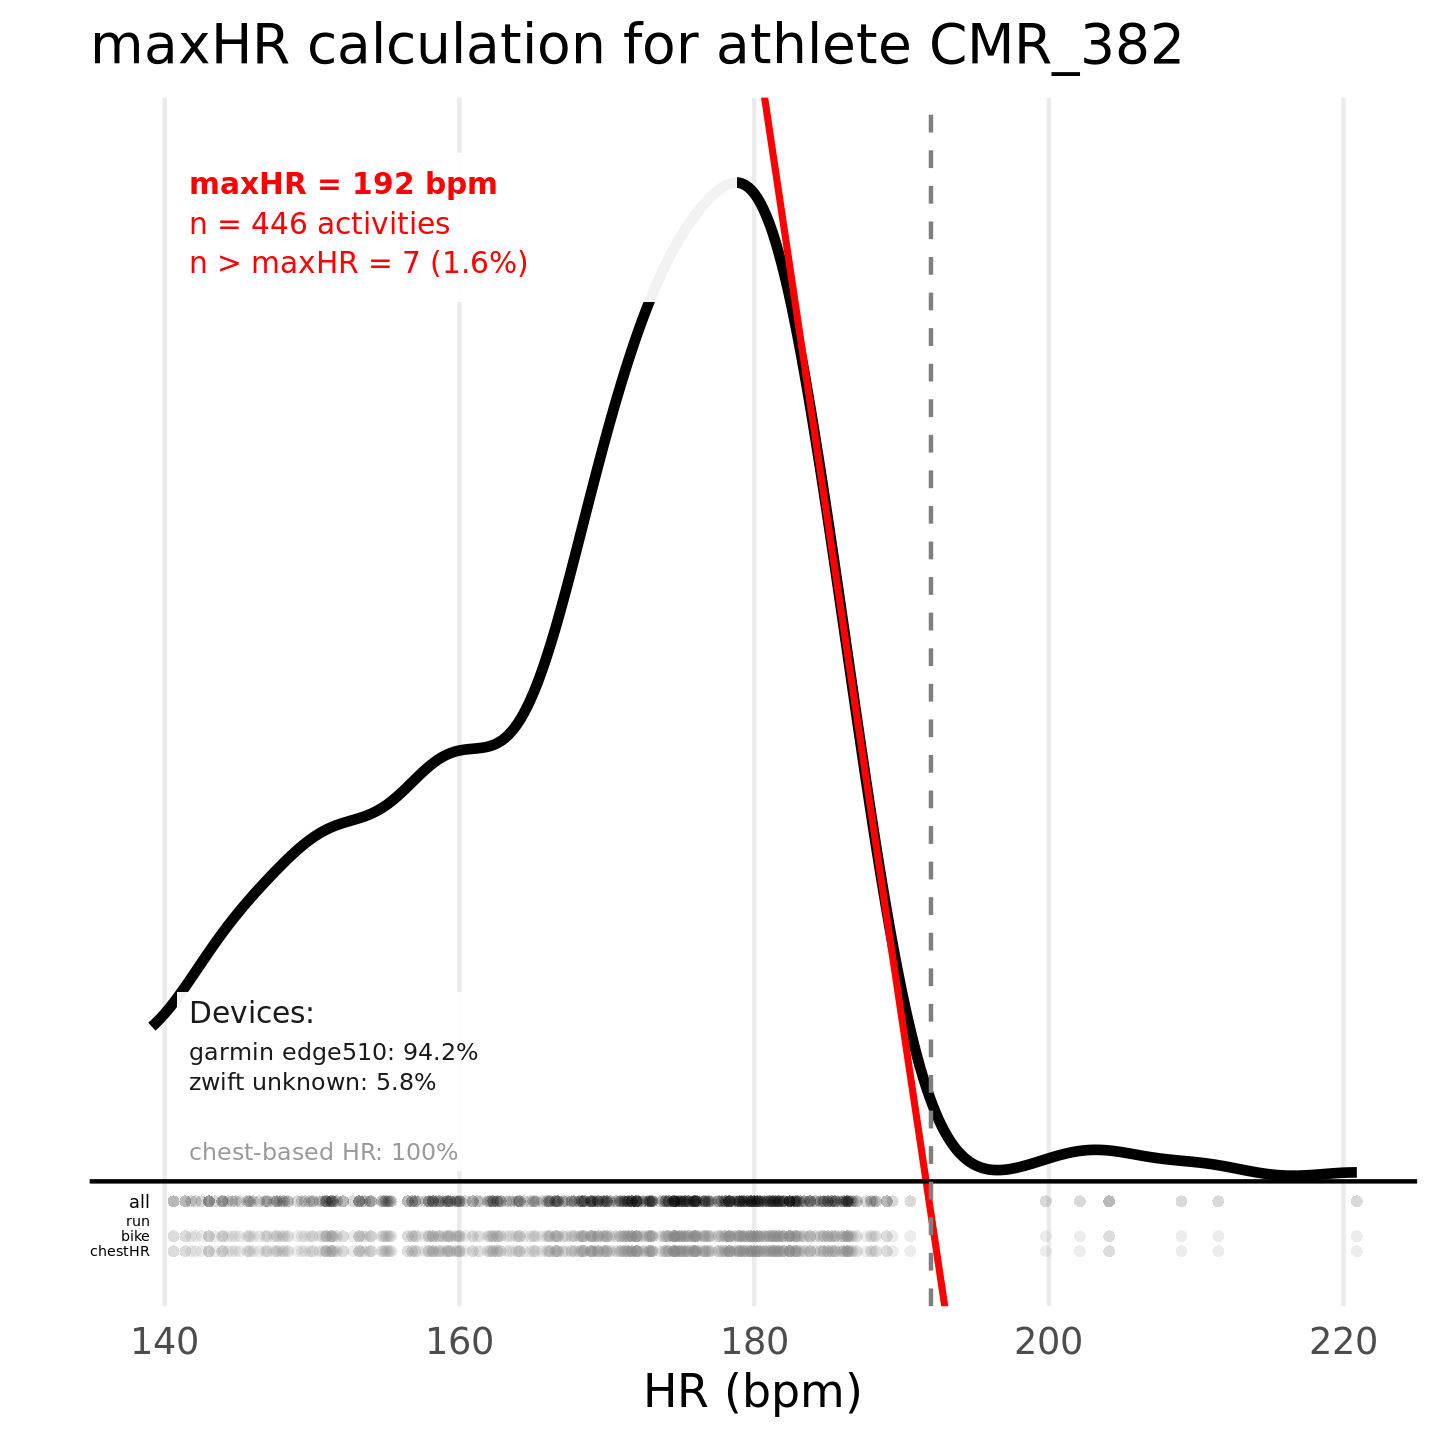 maxHR calculation for athlete CMR_382
maxHR = 192 bpm
n = 446 activities
n > maxHR = 7 (1.6%)
Devices:
garmin edge510: 94.2%
zwift unknown: 5.8%
chest-based HR: 100%
all
run
bike
chestHR
140 160 180 200 220
HR (bpm)